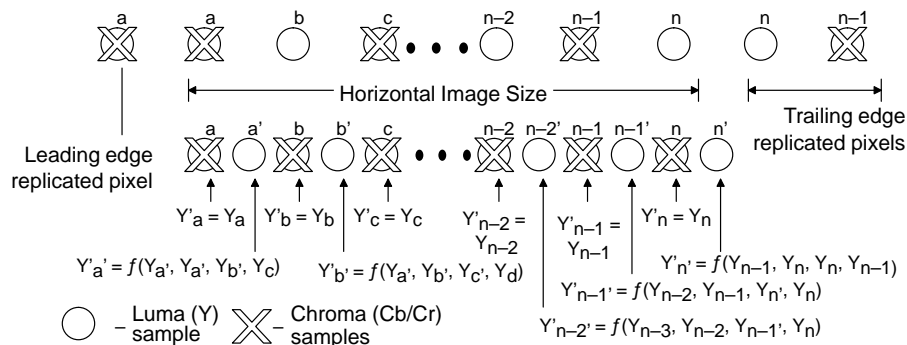 a a b c n–2 n–1 n n n–1
Horizontal Image Size
Leading edge
replicated pixel
Trailing edge
replicated pixels
a a' b b' c n–2 n–2' n–1 n–1' n n'
Y'a = Ya Y'b = Yb Y'c = Yc Y'n–2 = Yn–2 Y'n–1 = Yn–1 Y'n = Yn
Y'a' = f(Ya', Ya', Yb', Yc) Y'b' = f(Ya', Yb', Yc', Yd) Y'n' = f(Yn–1, Yn, Yn, Yn–1)
Y'n–1' = f(Yn–2, Yn–1, Yn', Yn)
Y'n–2' = f(Yn–3, Yn–2, Yn–1', Yn)
– Luma (Y)
sample
– Chroma (Cb/Cr)
samples